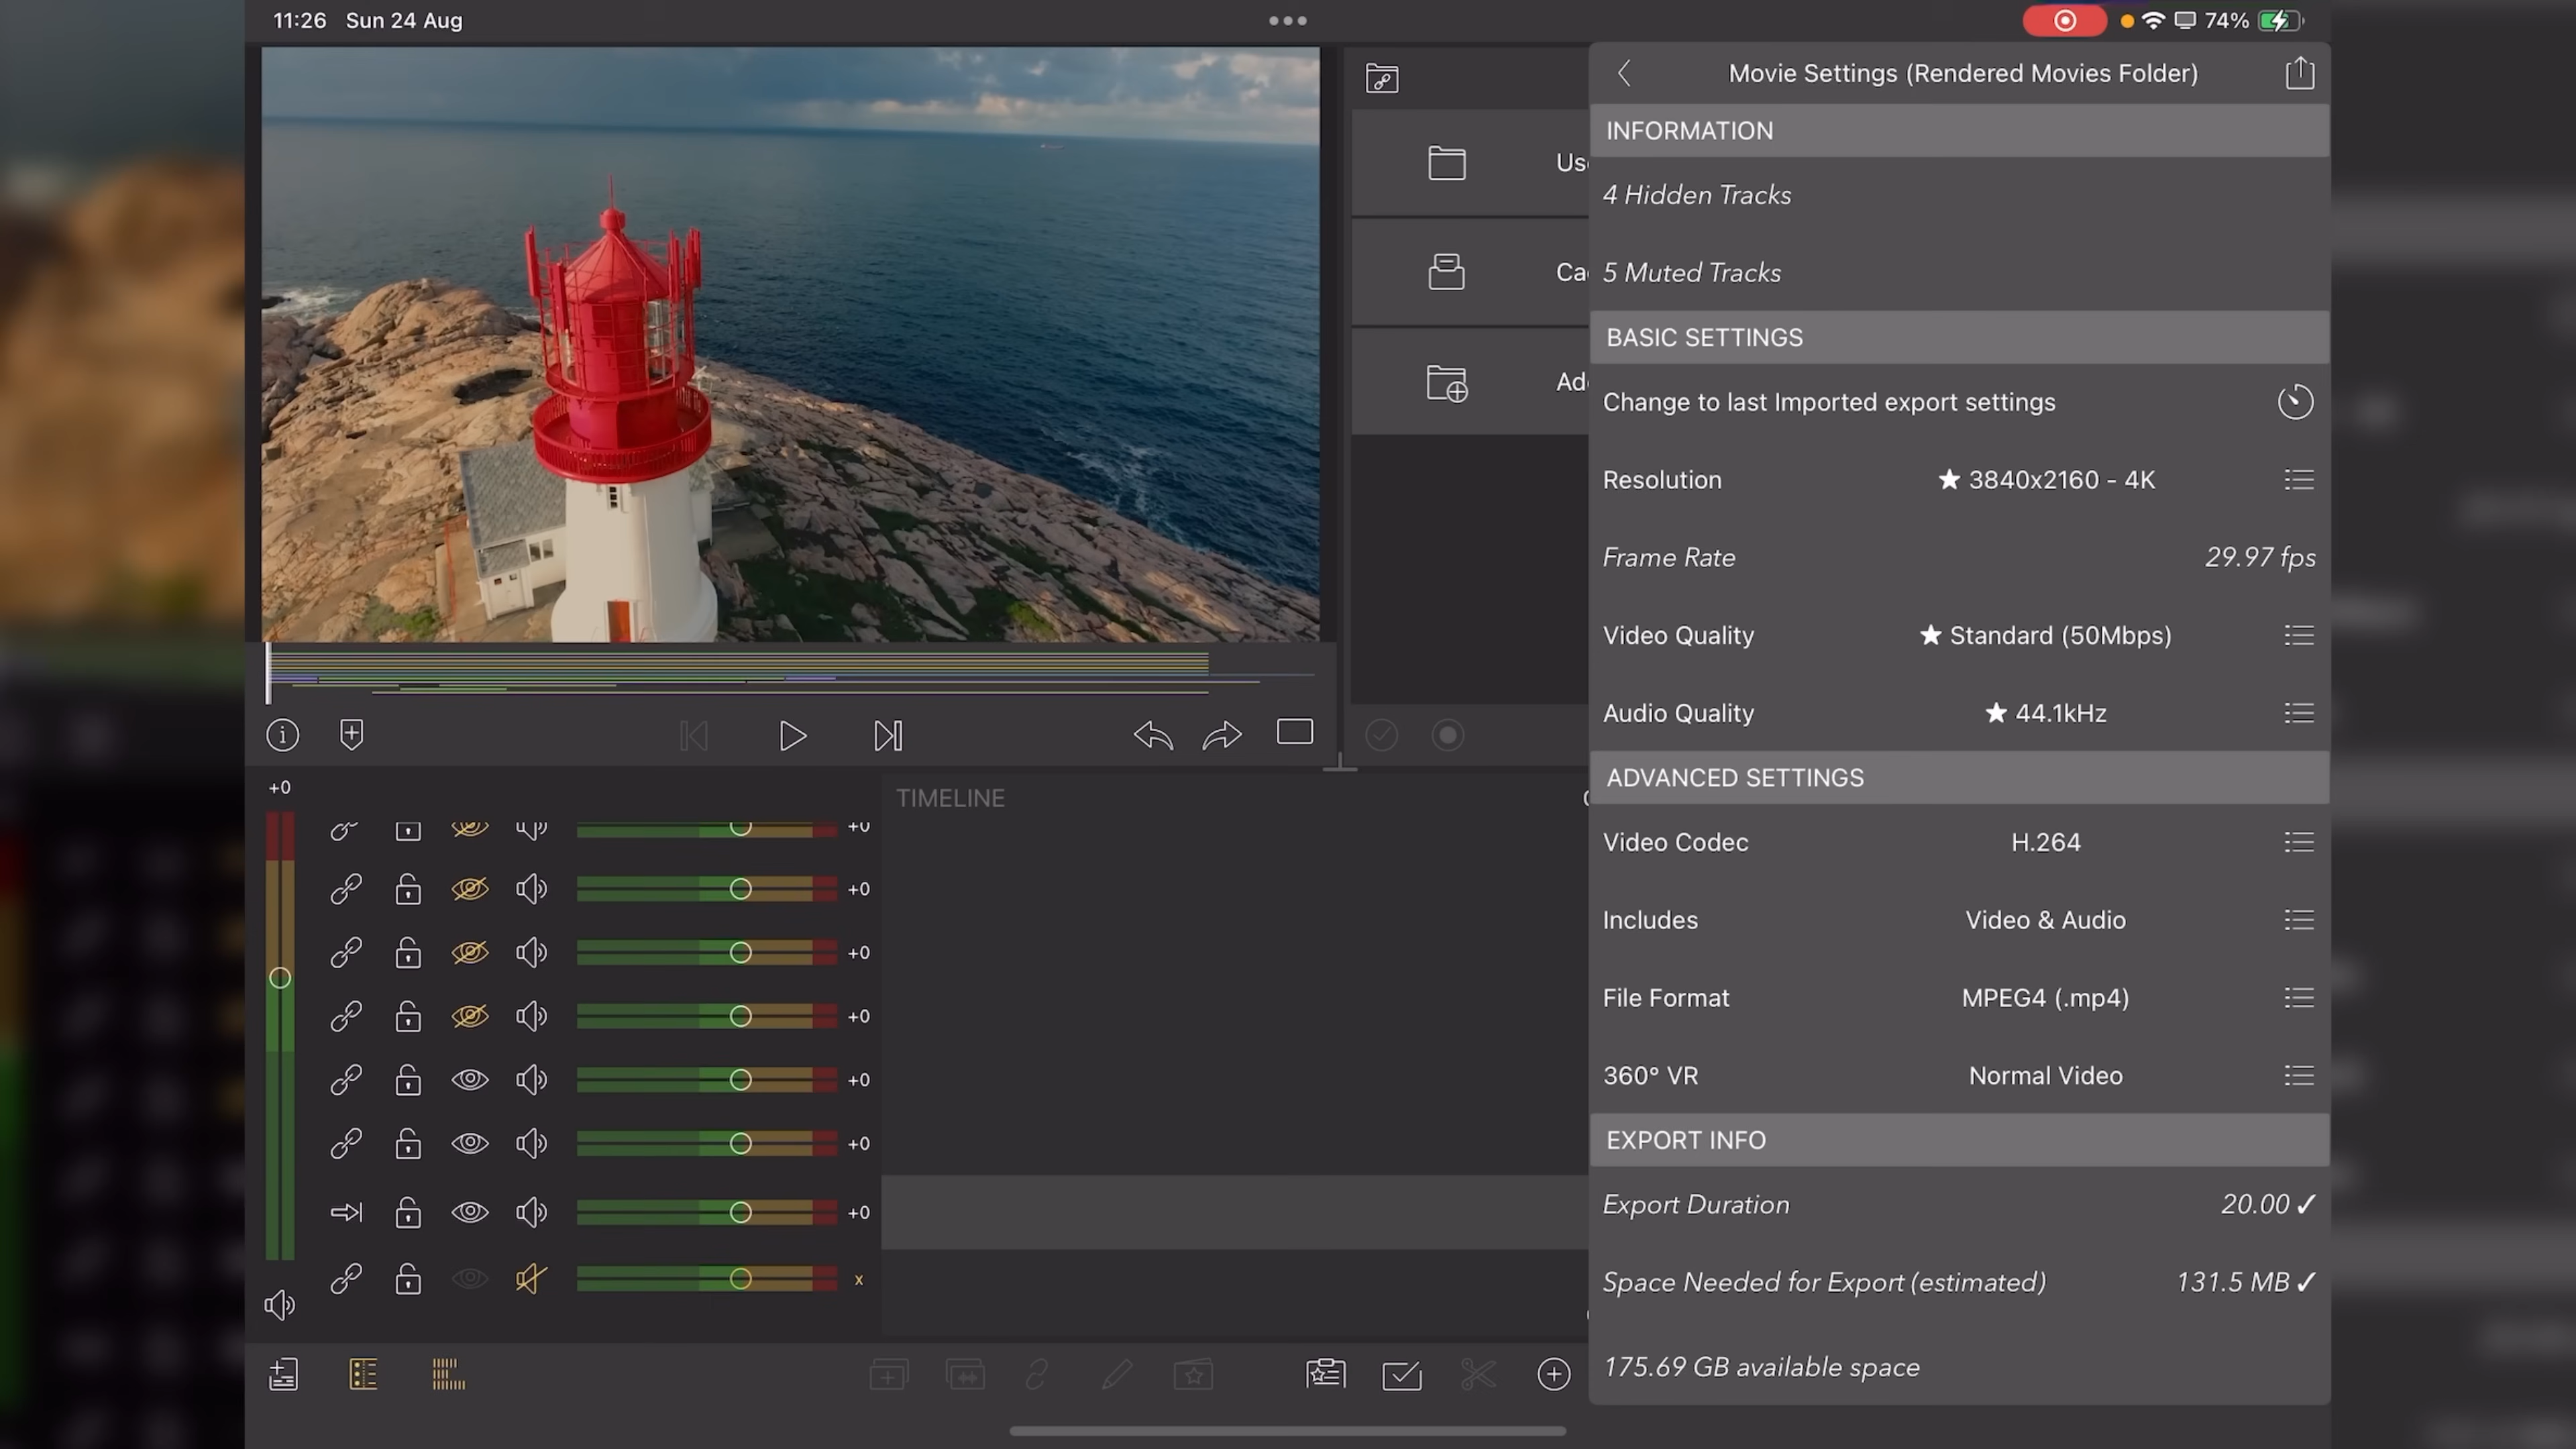 11:26 Sun 24 Aug
74%
Movie Settings (Rendered Movies Folder)
INFORMATION
4 Hidden Tracks
5 Muted Tracks
BASIC SETTINGS
Change to last Imported export settings
Resolution ★ 3840x2160 - 4K
Frame Rate 29.97 fps
Video Quality ★ Standard (50Mbps)
Audio Quality ★ 44.1kHz
ADVANCED SETTINGS
Video Codec H.264
Includes Video & Audio
File Format MPEG4 (.mp4)
360° VR Normal Video
EXPORT INFO
Export Duration 20.00 ✓
Space Needed for Export (estimated) 131.5 MB ✓
175.69 GB available space
+0
TIMELINE
+0
+0
+0
+0
+0
+0
+0
x